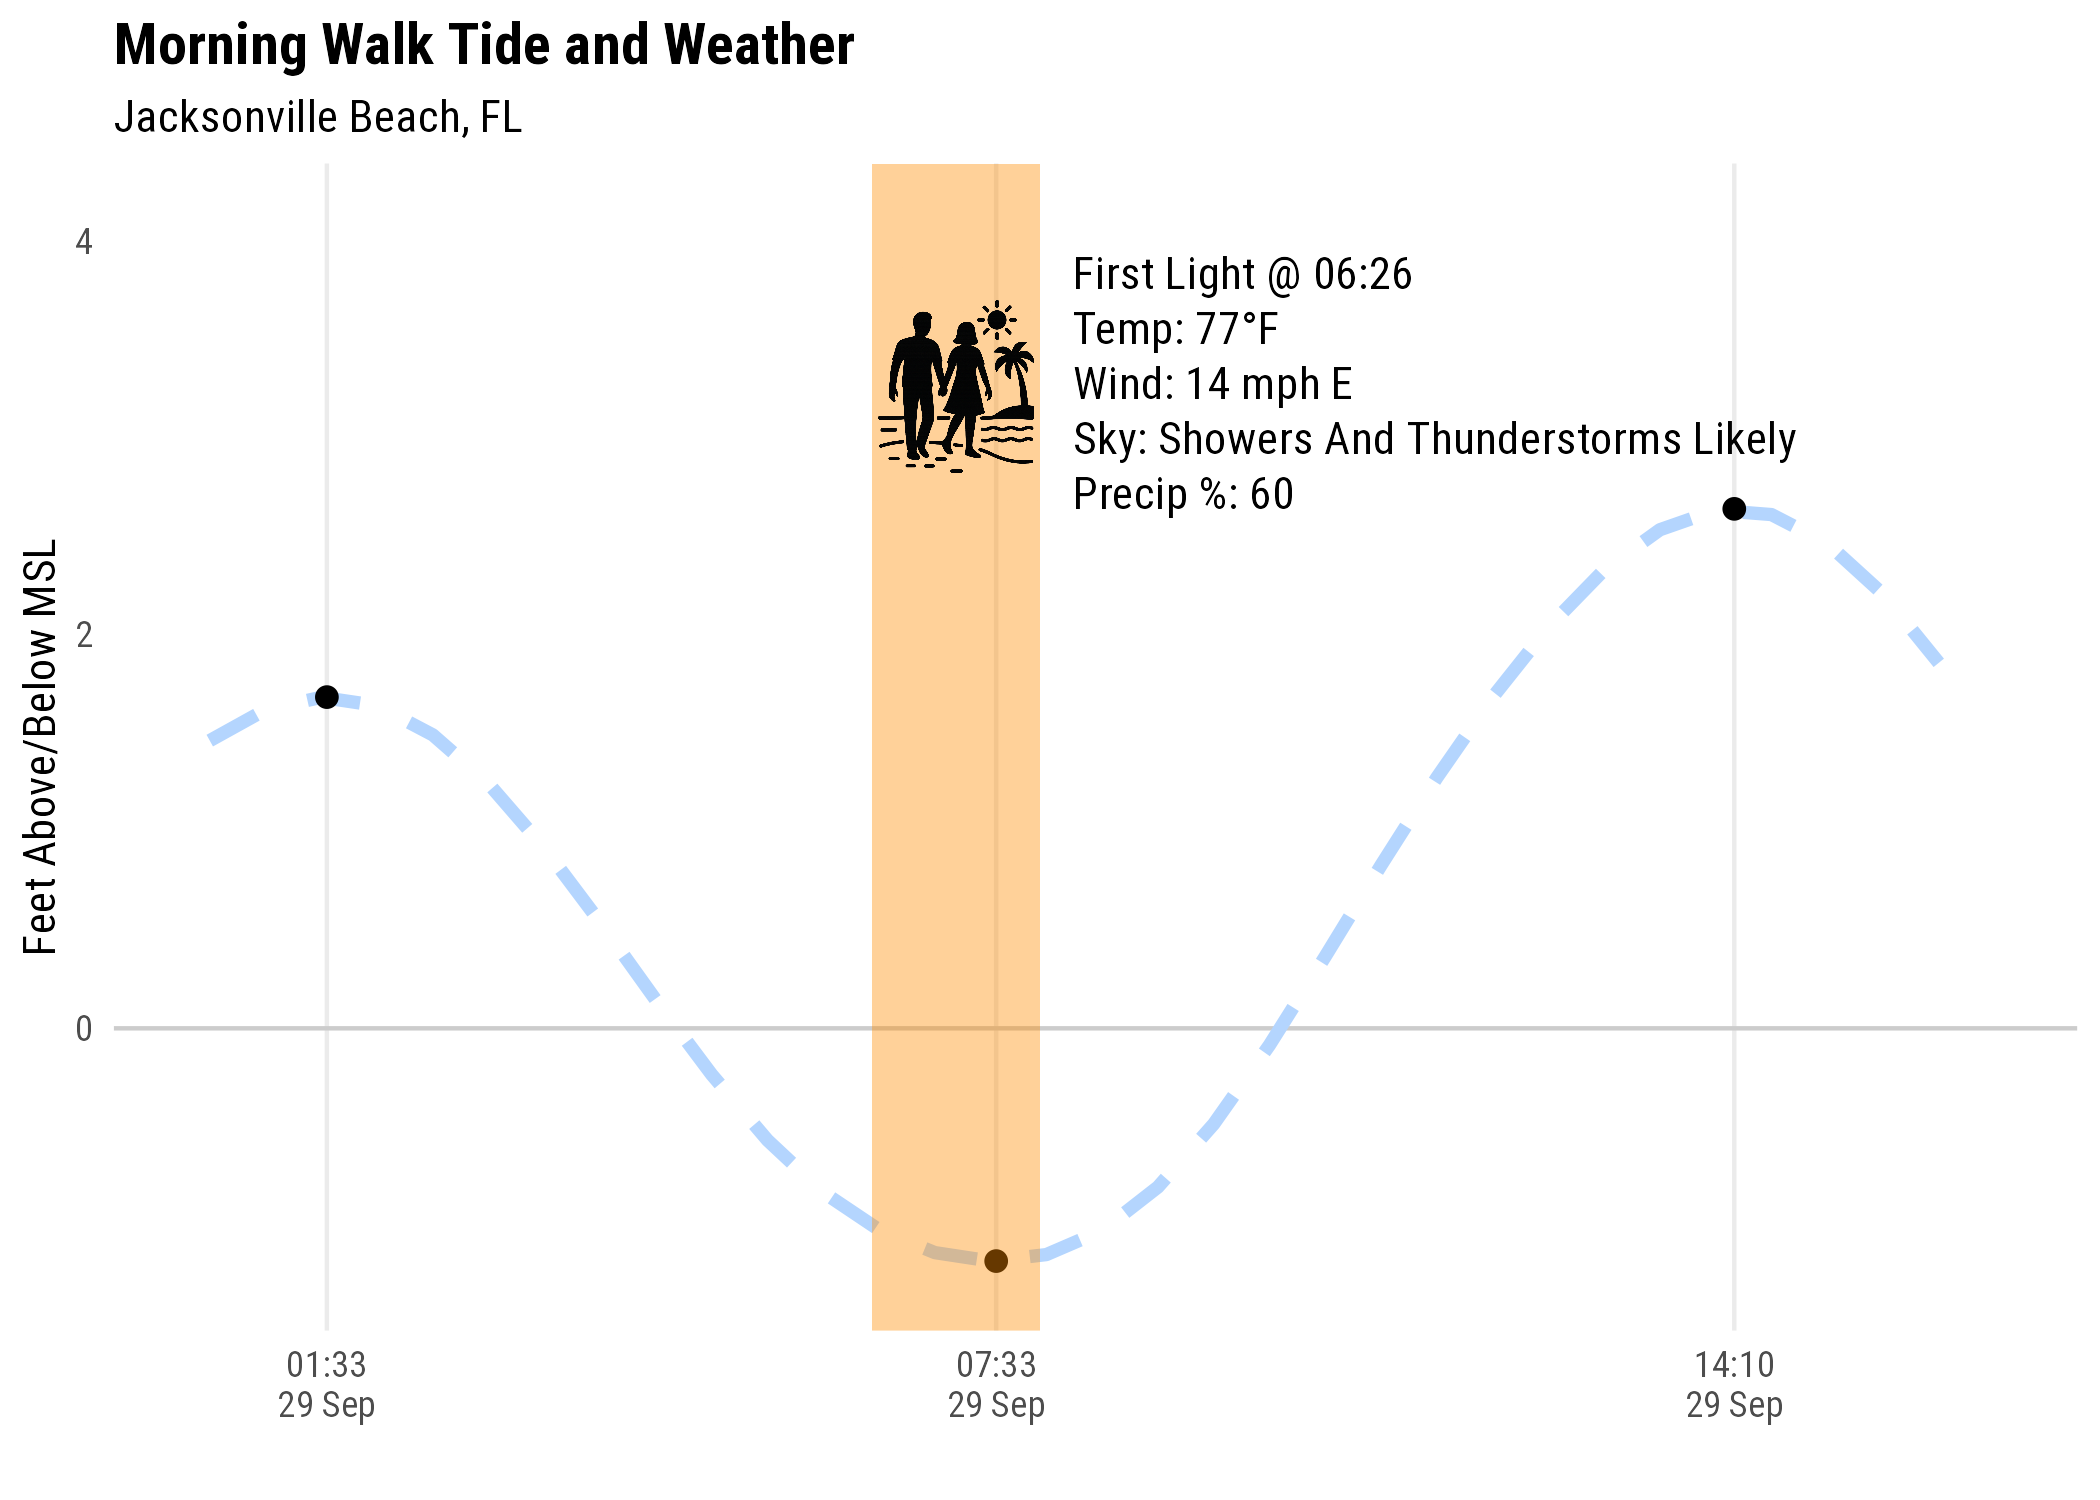 Morning Walk Tide and Weather
Jacksonville Beach, FL
Feet Above/Below MSL
4
2
0
First Light @ 06:26
Temp: 77°F
Wind: 14 mph E
Sky: Showers And Thunderstorms Likely
Precip %: 60
01:33
29 Sep
07:33
29 Sep
14:10
29 Sep